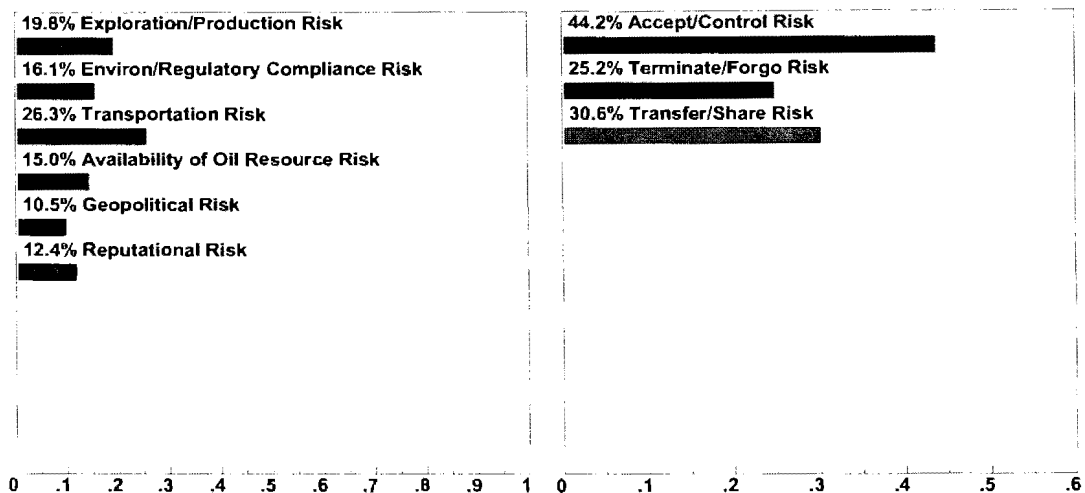 19.8% Exploration/Production Risk
16.1% Environ/Regulatory Compliance Risk
26.3% Transportation Risk
15.0% Availability of Oil Resource Risk
10.5% Geopolitical Risk
12.4% Reputational Risk
0 .1 .2 .3 .4 .5 .6 .7 .8 .9 1
44.2% Accept/Control Risk
25.2% Terminate/Forgo Risk
30.6% Transfer/Share Risk
0 .1 .2 .3 .4 .5 .6